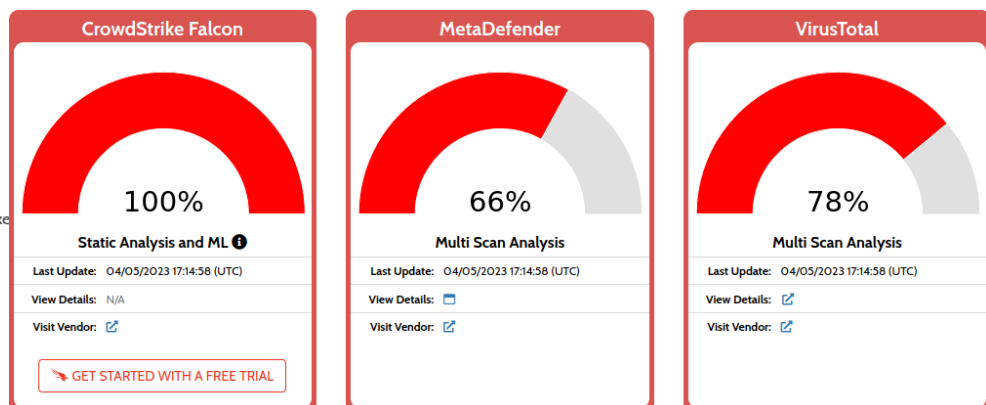 CrowdStrike Falcon
100%
Static Analysis and ML
Last Update: 04/05/2023 17:14:58 (UTC)
View Details: N/A
Visit Vendor:
GET STARTED WITH A FREE TRIAL
MetaDefender
66%
Multi Scan Analysis
Last Update: 04/05/2023 17:14:58 (UTC)
View Details:
Visit Vendor:
VirusTotal
78%
Multi Scan Analysis
Last Update: 04/05/2023 17:14:58 (UTC)
View Details:
Visit Vendor: